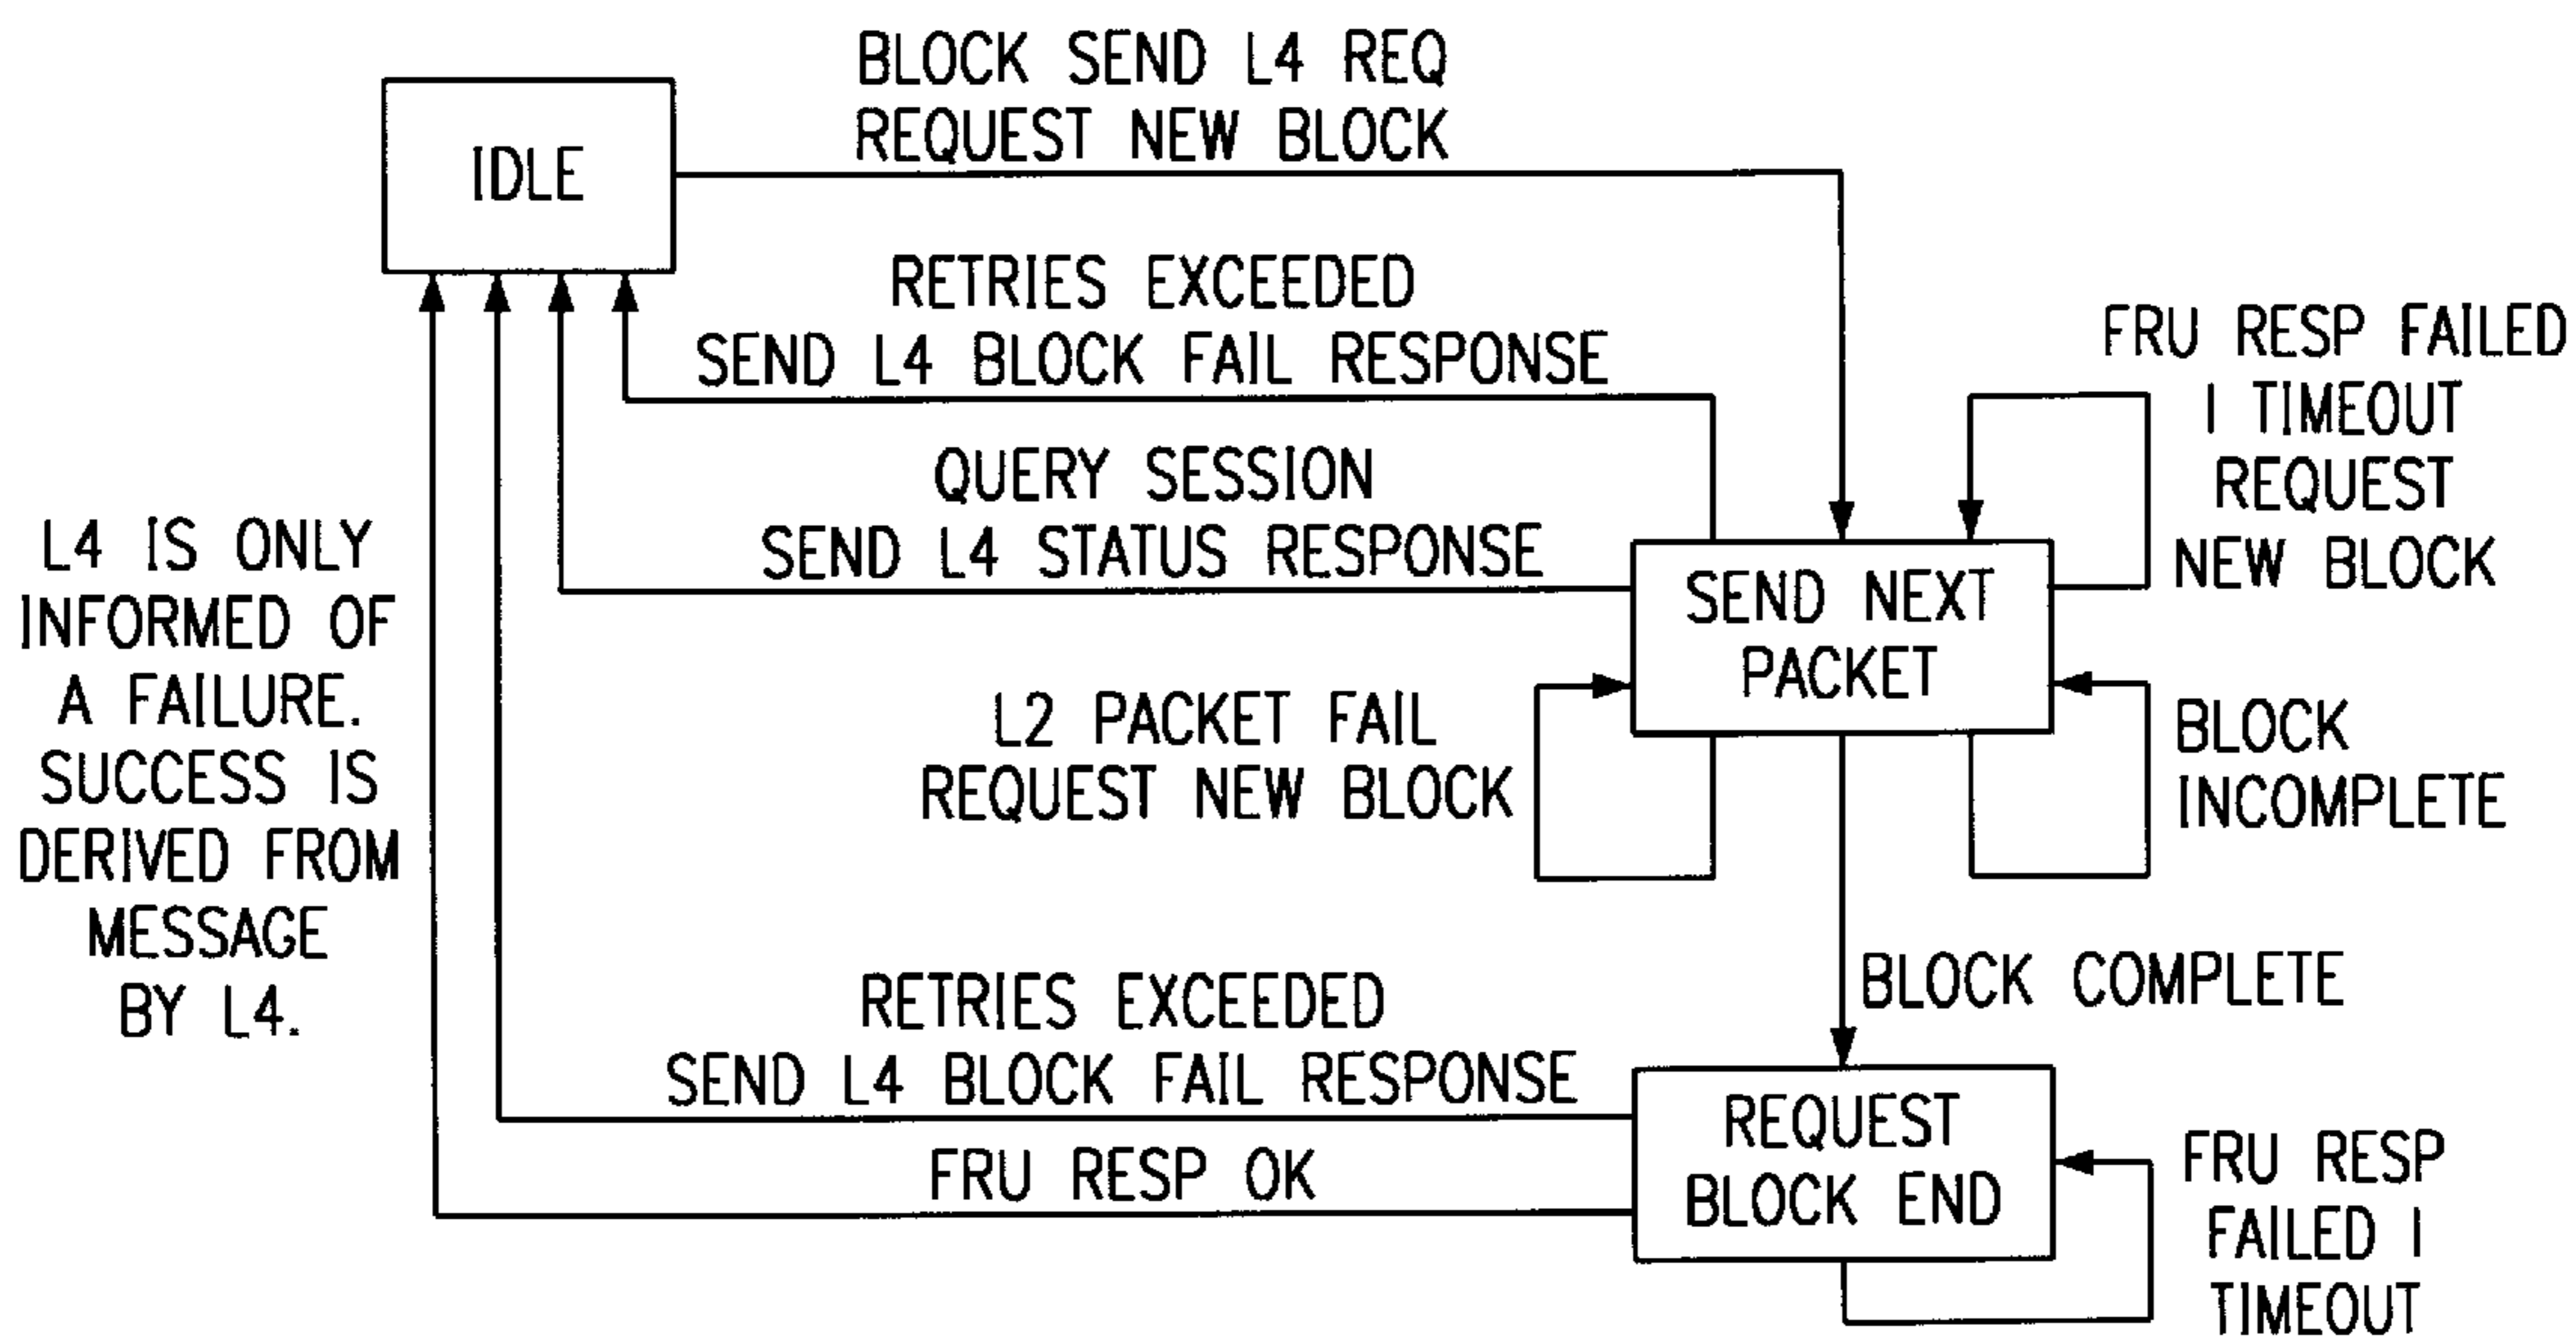 BLOCK SEND L4 REQ
REQUEST NEW BLOCK
IDLE
RETRIES EXCEEDED
SEND L4 BLOCK FAIL RESPONSE
FRU RESP FAILED
I TIMEOUT
REQUEST
NEW BLOCK
QUERY SESSION
SEND L4 STATUS RESPONSE
L4 IS ONLY
INFORMED OF
A FAILURE.
SUCCESS IS
DERIVED FROM
MESSAGE
BY L4.
SEND NEXT
PACKET
L2 PACKET FAIL
REQUEST NEW BLOCK
BLOCK
INCOMPLETE
BLOCK COMPLETE
RETRIES EXCEEDED
SEND L4 BLOCK FAIL RESPONSE
FRU RESP OK
REQUEST
BLOCK END
FRU RESP
FAILED I
TIMEOUT